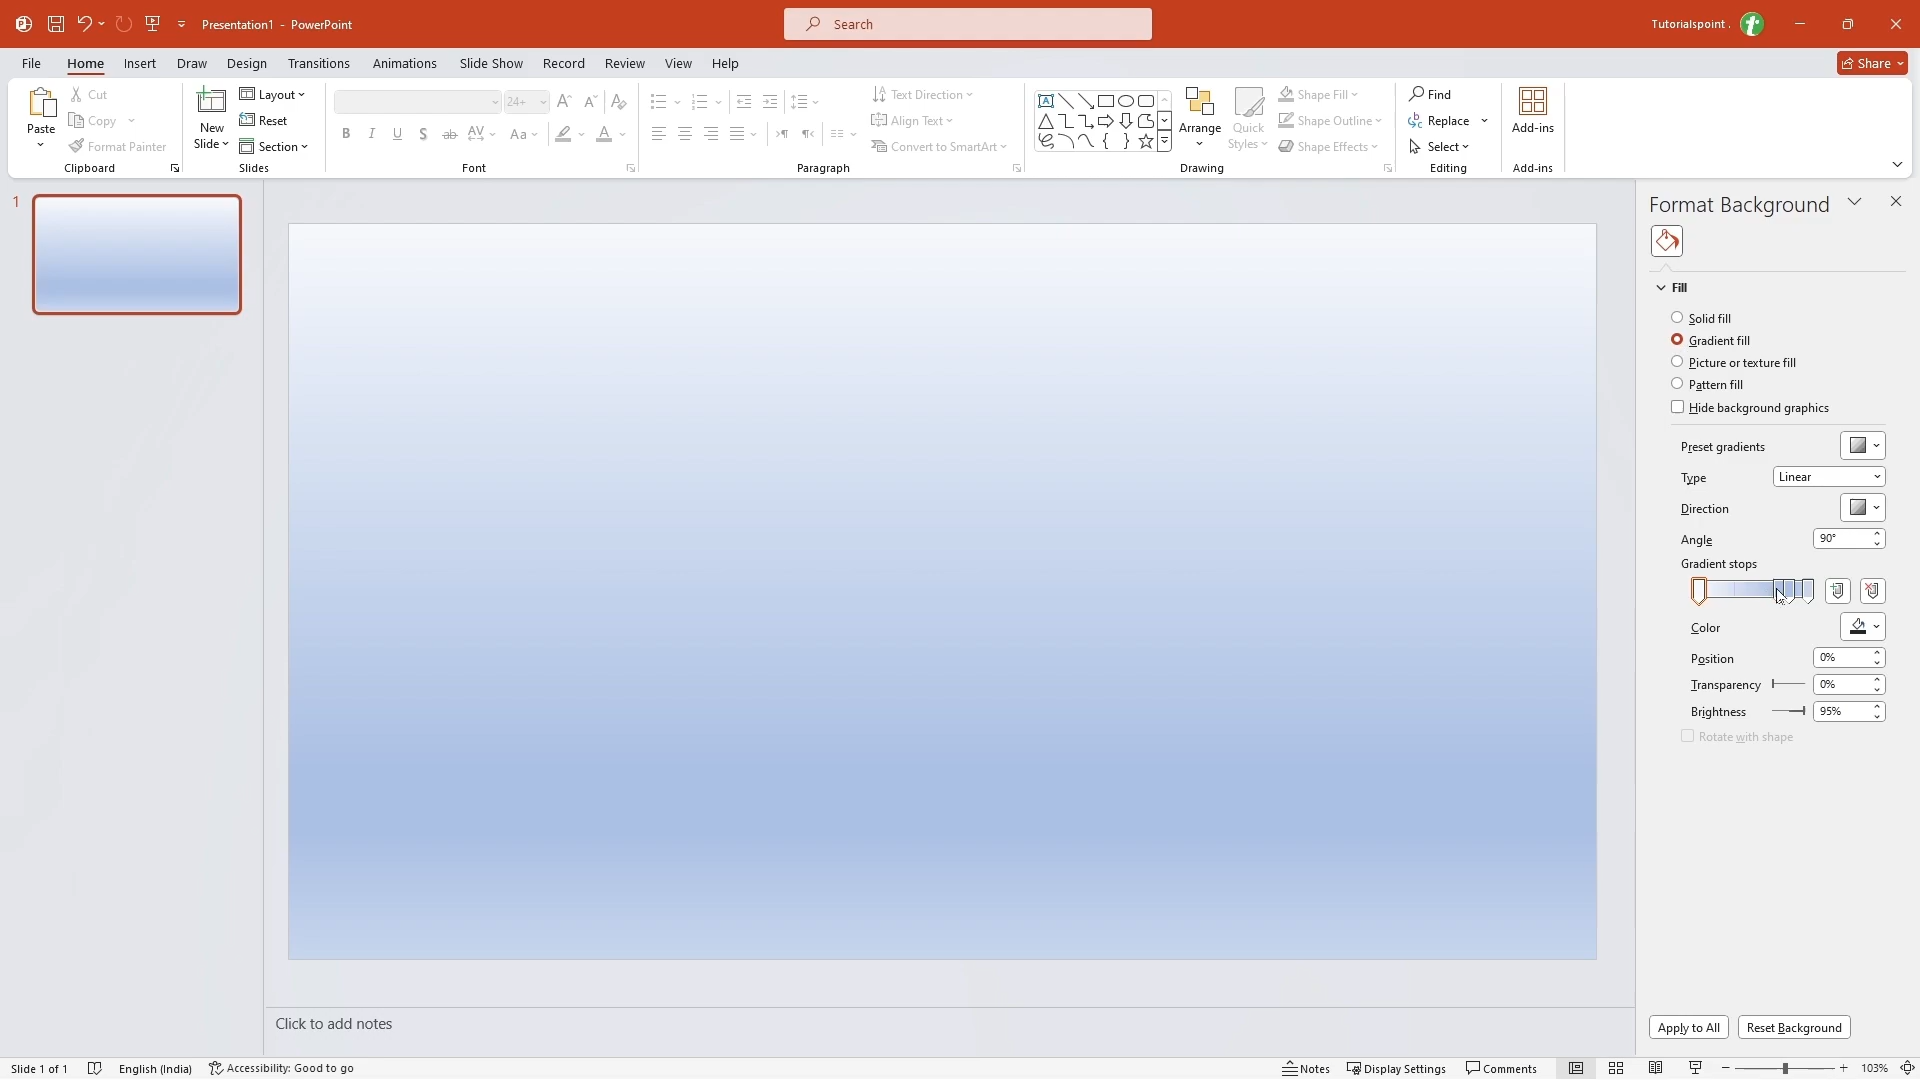 Presentation1 - PowerPoint
Search
Tutorialspoint .
File Home Insert Draw Design Transitions Animations Slide Show Record Review View Help
Share
Paste
Cut
Copy
Format Painter
Clipboard
New
Slide
Layout
Reset
Section
Slides
24+
B I U S ab AV Aa A
Font
Paragraph
Text Direction
Align Text
Convert to SmartArt
Arrange
Quick
Styles
Shape Fill
Shape Outline
Shape Effects
Drawing
Find
Replace
Select
Editing
Add-ins
Add-ins
1
Format Background
Fill
Solid fill
Gradient fill
Picture or texture fill
Pattern fill
Hide background graphics
Preset gradients
Type Linear
Direction
Angle 90°
Gradient stops
Color
Position 0%
Transparency 0%
Brightness 95%
Rotate with shape
Apply to All Reset Background
Click to add notes
Slide 1 of 1 English (India) Accessibility: Good to go Notes Display Settings Comments 103%